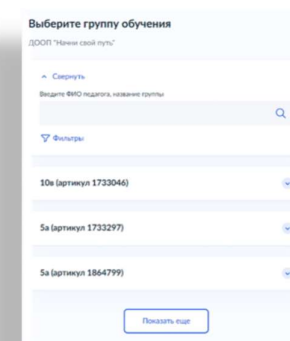 Выберите группу обучения
ДООП "Начни свой путь"
Свернуть
Введите ФИО педагога, название группы
Фильтры
10в (артикул 1733046)
5а (артикул 1733297)
5а (артикул 1864799)
Показать еще